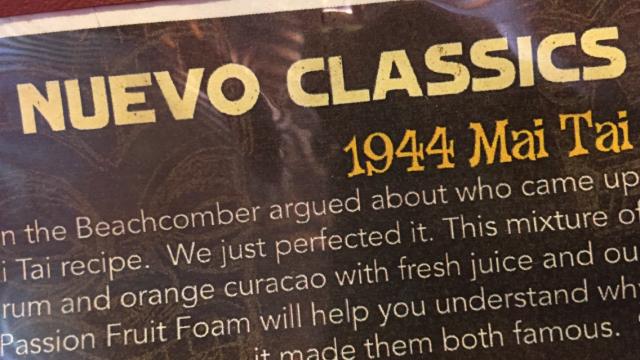 NUEVO CLASSICS
1944 Mai Tai
n the Beachcomber argued about who came up
i Tai recipe. We just perfected it. This mixture of
rum and orange curacao with fresh juice and ou
Passion Fruit Foam will help you understand wh
it made them both famous.